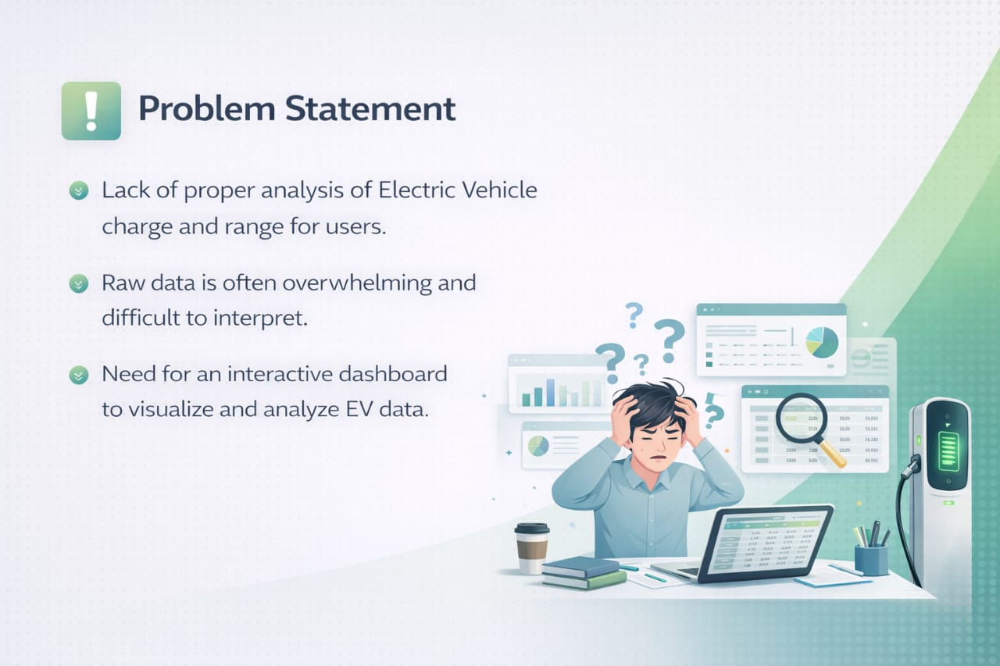 Problem Statement
Lack of proper analysis of Electric Vehicle
charge and range for users.
Raw data is often overwhelming and
difficult to interpret.
Need for an interactive dashboard
to visualize and analyze EV data.